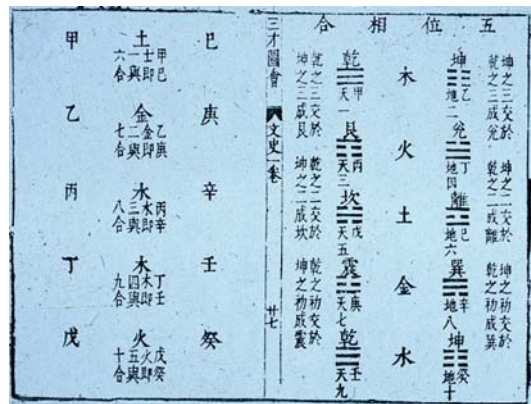 五位相合
坤之三交於
乾之三成兌
坤之二交於
乾之二成離
坤之初交於
乾之初成巽
坤乙地二
兌丁地四
離巳地六
巽辛地八
坤癸地十
木火土金水
乾甲天一
艮丙天三
坎戊天五
震庚天七
乾壬天九
乾之三交於
坤之三成艮
乾之二交於
坤之二成坎
乾之初交於
坤之初成震
三才圖會
文史一卷
廿七
巳庚辛壬癸
土
甲巳
土即
一與
六合
金
乙庚
金即
二與
七合
水
丙辛
水即
三與
八合
木
丁壬
木即
四與
九合
火
戊癸
火即
五與
十合
甲乙丙丁戊